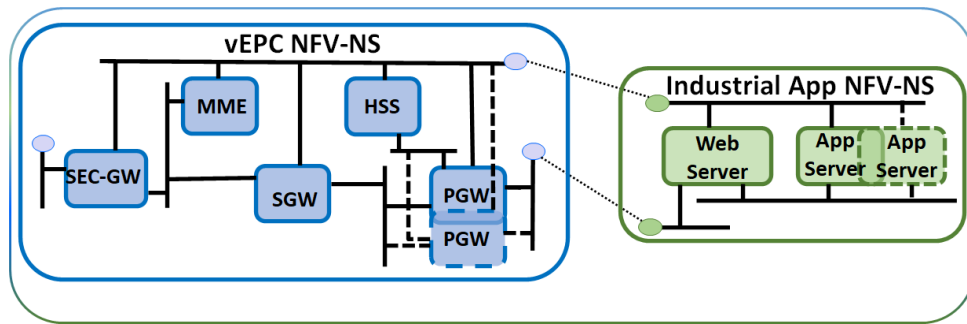 vEPC NFV-NS
MME
HSS
SEC-GW
SGW
PGW
PGW
Industrial App NFV-NS
Web
Server
App
Server
App
Server